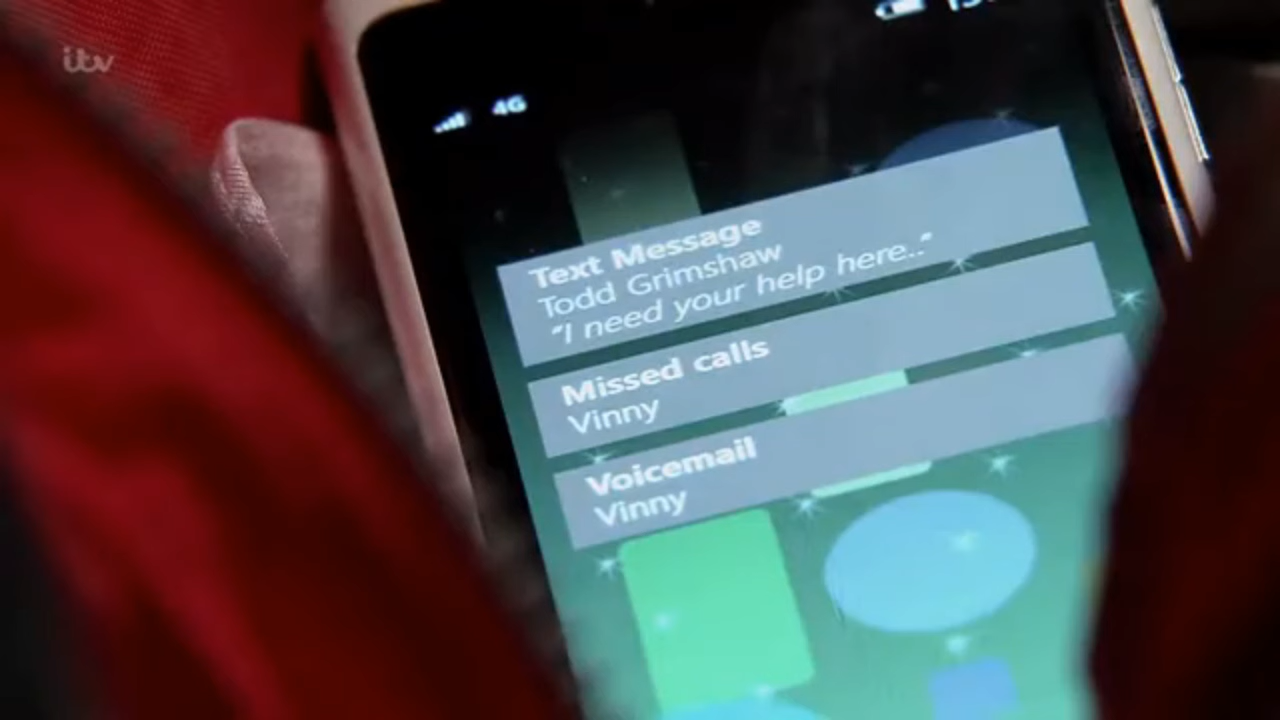 itv
4G
Text Message
Todd Grimshaw
"I need your help here.."
Missed calls
Vinny
Voicemail
Vinny